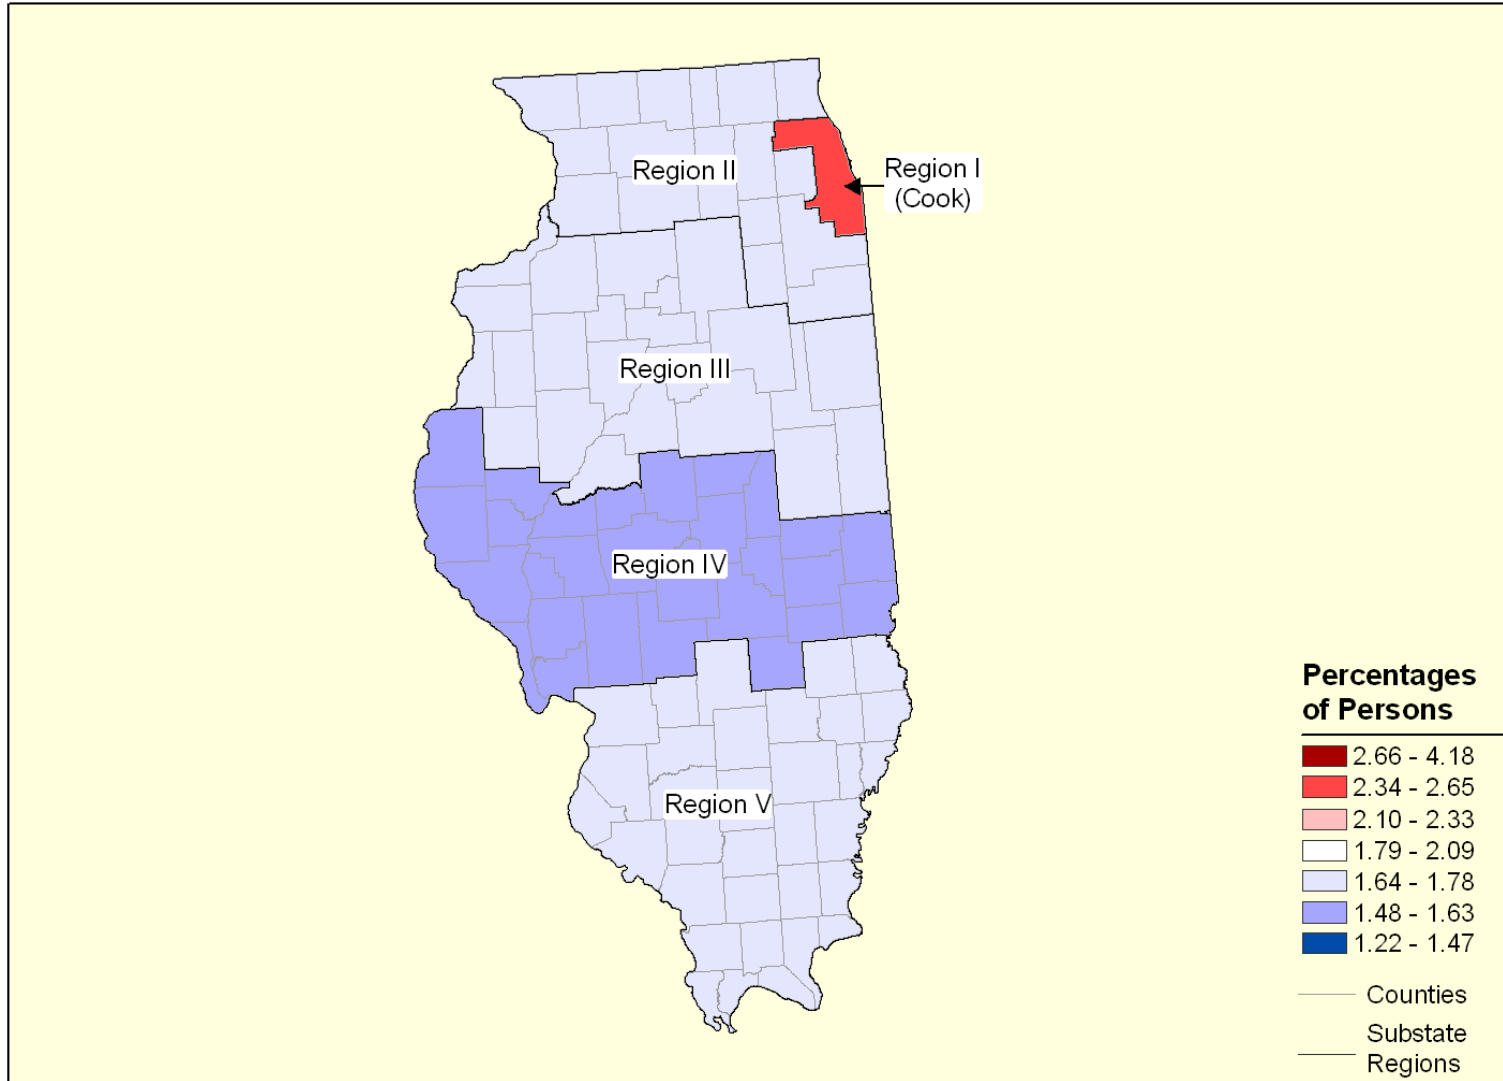 Region II
Region I
(Cook)
Region III
Region IV
Region V
Percentages
of Persons
2.66 - 4.18
2.34 - 2.65
2.10 - 2.33
1.79 - 2.09
1.64 - 1.78
1.48 - 1.63
1.22 - 1.47
Counties
Substate
Regions